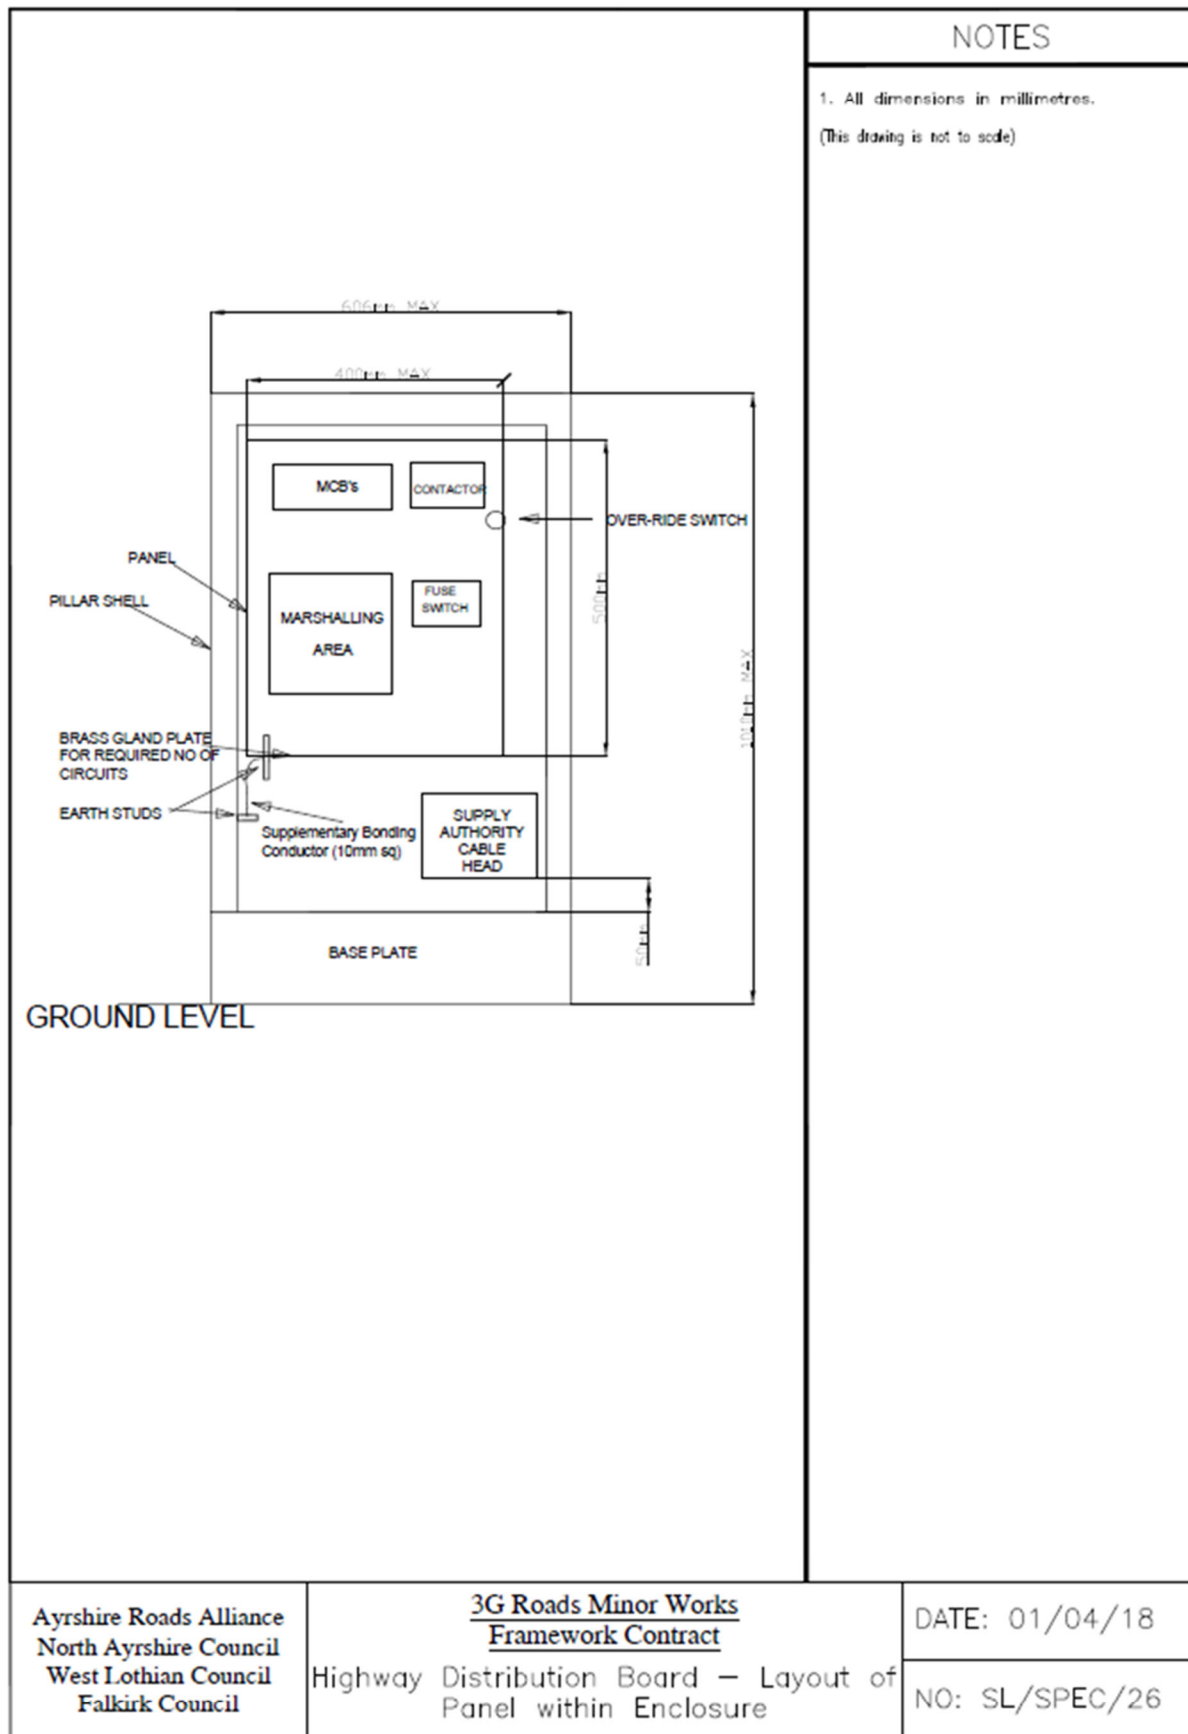 NOTES
1. All dimensions in millimetres.
(This drawing is not to scale)
606mm MAX
400mm MAX
MCB's
CONTACTOR
OVER-RIDE SWITCH
PANEL
PILLAR SHELL
FUSE
SWITCH
500mm
MARSHALLING
AREA
MAX
BRASS GLAND PLATE
FOR REQUIRED NO OF
CIRCUITS
EARTH STUDS
Supplementary Bonding
Conductor (10mm sq)
SUPPLY
AUTHORITY
CABLE
HEAD
50mm
BASE PLATE
GROUND LEVEL
Ayrshire Roads Alliance
North Ayrshire Council
West Lothian Council
Falkirk Council
3G Roads Minor Works
Framework Contract
Highway Distribution Board — Layout of
Panel within Enclosure
DATE: 01/04/18
NO: SL/SPEC/26